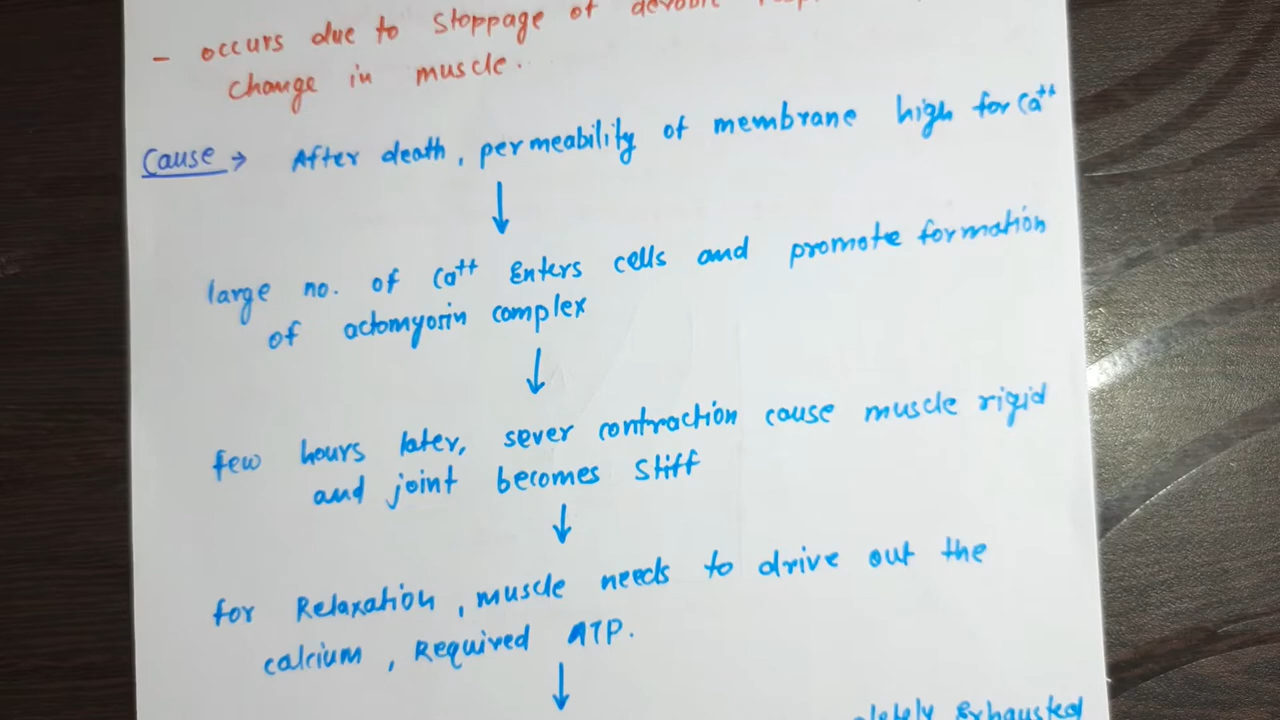 - occurs due to stoppage of
change in muscle.
Cause → After death, permeability of membrane high for Ca⁺⁺
↓
large no. of Ca⁺⁺ Enters cells and promote formation
of actomyosin complex
↓
few hours later, sever contraction cause muscle rigid
and joint becomes stiff
↓
for Relaxation, muscle needs to drive out the
calcium, Required ATP.
↓
Exhausted